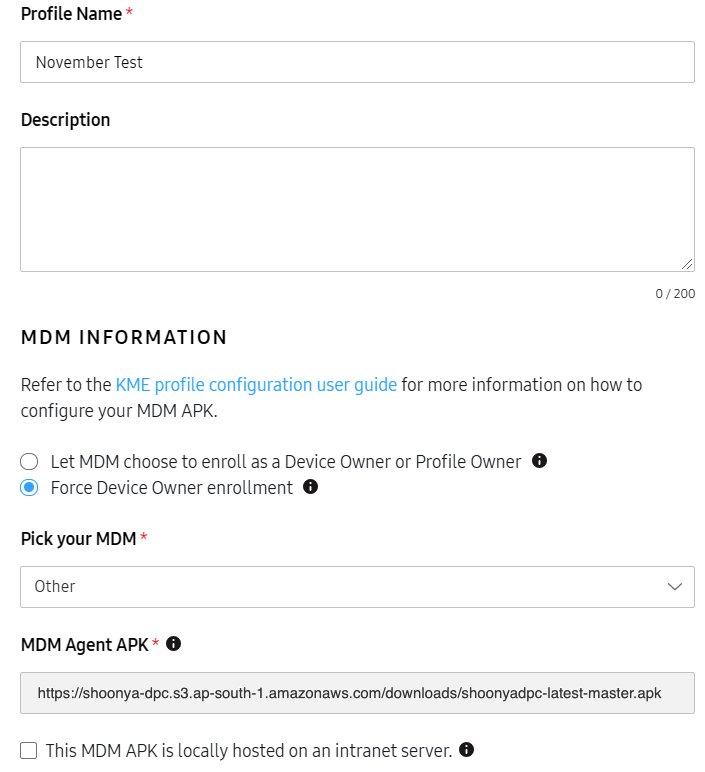 Profile Name *
November Test
Description
0 / 200
MDM INFORMATION
Refer to the KME profile configuration user guide for more information on how to
configure your MDM APK.
Let MDM choose to enroll as a Device Owner or Profile Owner
Force Device Owner enrollment
Pick your MDM *
Other
MDM Agent APK *
https://shoonya-dpc.s3.ap-south-1.amazonaws.com/downloads/shoonyadpc-latest-master.apk
This MDM APK is locally hosted on an intranet server.